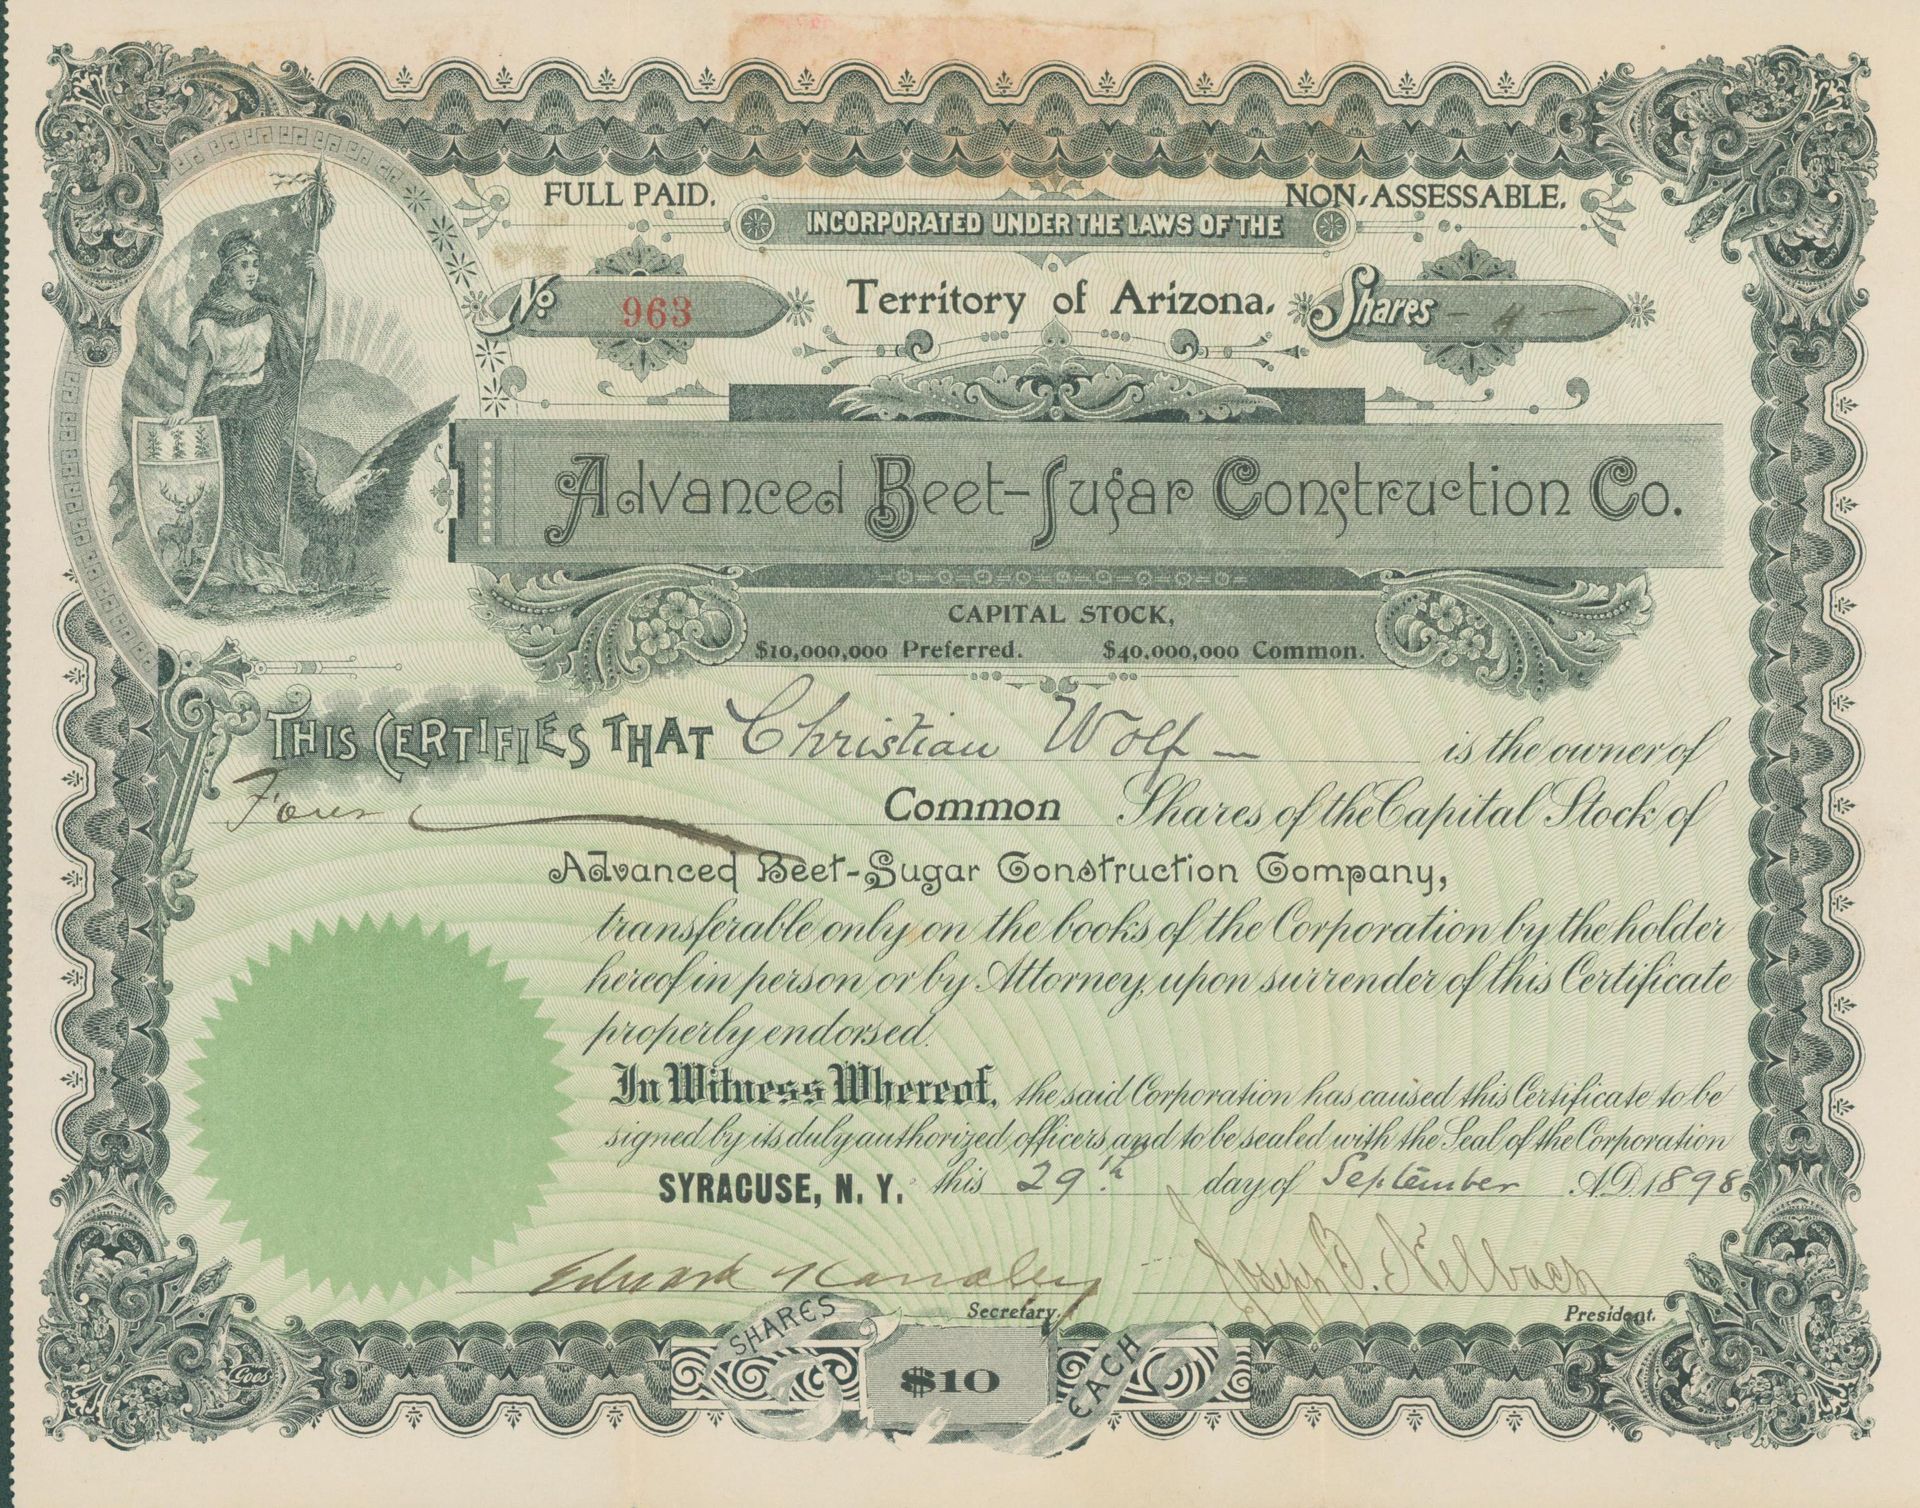 FULL PAID.
NON-ASSESSABLE.
INCORPORATED UNDER THE LAWS OF THE
No 963
Territory of Arizona.
Shares - 4 -
Advanced Beet-Sugar Construction Co.
CAPITAL STOCK,
$10,000,000 Preferred. $40,000,000 Common.
THIS CERTIFIES THAT Christian Wolf is the owner of
Four Common Shares of the Capital Stock of
Advanced Beet-Sugar Construction Company,
transferable only on the books of the Corporation by the holder
hereof in person or by Attorney, upon surrender of this Certificate
properly endorsed.
In Witness Whereof, the said Corporation has caused this Certificate to be
signed by its duly authorized officers and to be sealed with the Seal of the Corporation
SYRACUSE, N. Y. this 29th day of September A.D. 1898
Edward Joseph B.
Secretary. President.
SHARES $10 EACH
Goes